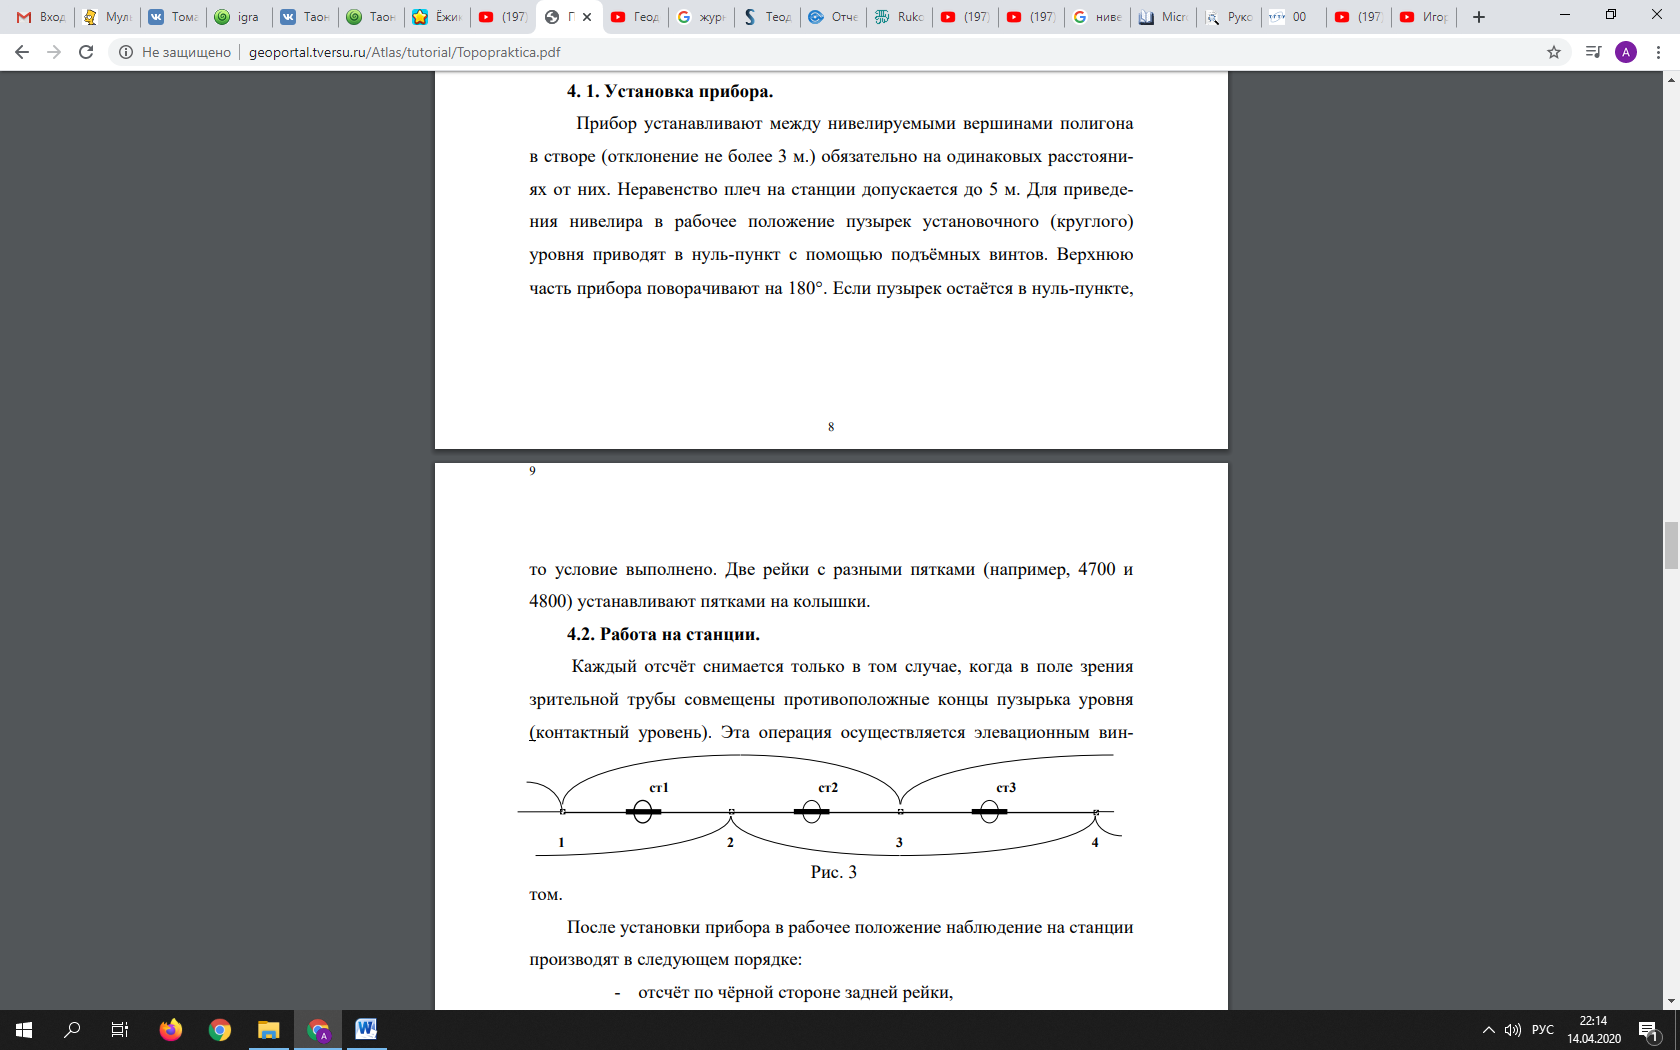 Вход
Мул
Тома
igra
Таон
Таон
Ёжик
(197)
П
Геод
журн
Теод
Отче
Ruko
(197)
(197)
ниве
Micr
Руко
00
(197)
Игор
Не защищено
geoportal.tversu.ru/Atlas/tutorial/Topopraktica.pdf
A
4. 1. Установка прибора.
Прибор устанавливают между нивелируемыми вершинами полигона
в створе (отклонение не более 3 м.) обязательно на одинаковых расстояни-
ях от них. Неравенство плеч на станции допускается до 5 м. Для приведе-
ния нивелира в рабочее положение пузырек установочного (круглого)
уровня приводят в нуль-пункт с помощью подъёмных винтов. Верхнюю
часть прибора поворачивают на 180°. Если пузырек остаётся в нуль-пункте,
8
9
то условие выполнено. Две рейки с разными пятками (например, 4700 и
4800) устанавливают пятками на колышки.
4.2. Работа на станции.
Каждый отсчёт снимается только в том случае, когда в поле зрения
зрительной трубы совмещены противоположные концы пузырька уровня
(контактный уровень). Эта операция осуществляется элевационным вин-
ст1 ст2 ст3
1 2 3 4
Рис. 3
том.
После установки прибора в рабочее положение наблюдение на станции
производят в следующем порядке:
- отсчёт по чёрной стороне задней рейки,
РУС
22:14
14.04.2020
1